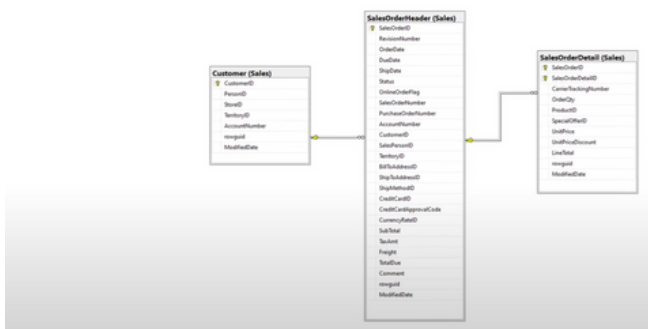 Customer (Sales)
CustomerID
PersonID
StoreID
TerritoryID
AccountNumber
rowguid
ModifiedDate
SalesOrderHeader (Sales)
SalesOrderID
RevisionNumber
OrderDate
DueDate
ShipDate
Status
OnlineOrderFlag
SalesOrderNumber
PurchaseOrderNumber
AccountNumber
CustomerID
SalesPersonID
TerritoryID
BillToAddressID
ShipToAddressID
ShipMethodID
CreditCardID
CreditCardApprovalCode
CurrencyRateID
SubTotal
TaxAmt
Freight
TotalDue
Comment
rowguid
ModifiedDate
SalesOrderDetail (Sales)
SalesOrderID
SalesOrderDetailID
CarrierTrackingNumber
OrderQty
ProductID
SpecialOfferID
UnitPrice
UnitPriceDiscount
LineTotal
rowguid
ModifiedDate